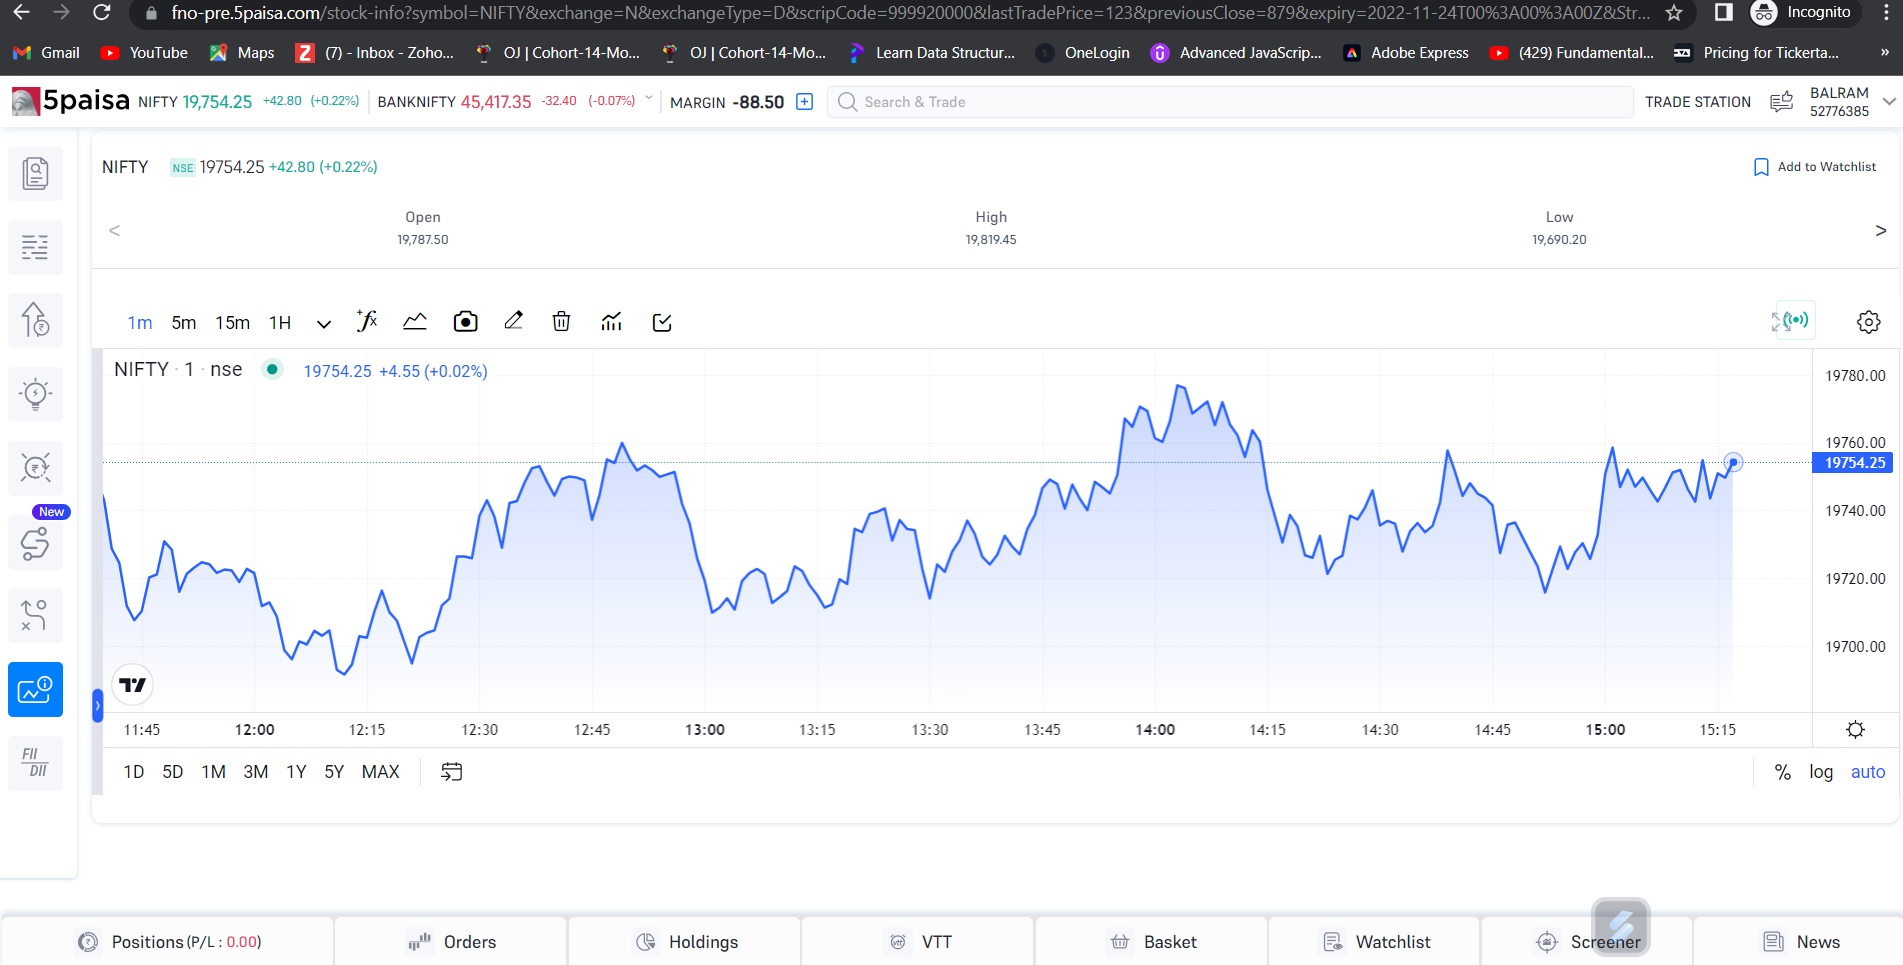 fno-pre.5paisa.com/stock-info?symbol=NIFTY&exchange=N&exchangeType=D&scripCode=999920000&lastTradePrice=123&previousClose=879&expiry=2022-11-24T00%3A00%3A00Z&Str... Incognito
Gmail YouTube Maps (7) - Inbox - Zoho... OJ | Cohort-14-Mo... OJ | Cohort-14-Mo... Learn Data Structur... OneLogin Advanced JavaScrip... Adobe Express (429) Fundamental... Pricing for Tickerta... »
5paisa NIFTY 19,754.25 +42.80 (+0.22%) BANKNIFTY 45,417.35 -32.40 (-0.07%) MARGIN -88.50 Search & Trade TRADE STATION BALRAM
52776385
NIFTY NSE 19754.25 +42.80 (+0.22%) Add to Watchlist
Open High Low
< 19,787.50 19,819.45 19,690.20 >
1m 5m 15m 1H
NIFTY · 1 · nse 19754.25 +4.55 (+0.02%)
19780.00
19760.00
19754.25
19740.00
19720.00
19700.00
New
FII
DII
11:45 12:00 12:15 12:30 12:45 13:00 13:15 13:30 13:45 14:00 14:15 14:30 14:45 15:00 15:15
1D 5D 1M 3M 1Y 5Y MAX % log auto
Positions (P/L : 0.00) Orders Holdings VTT Basket Watchlist Screener News